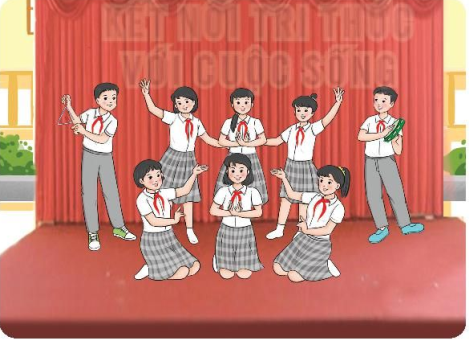 KẾT NỐI TRI THỨC
VỚI CUỘC SỐNG